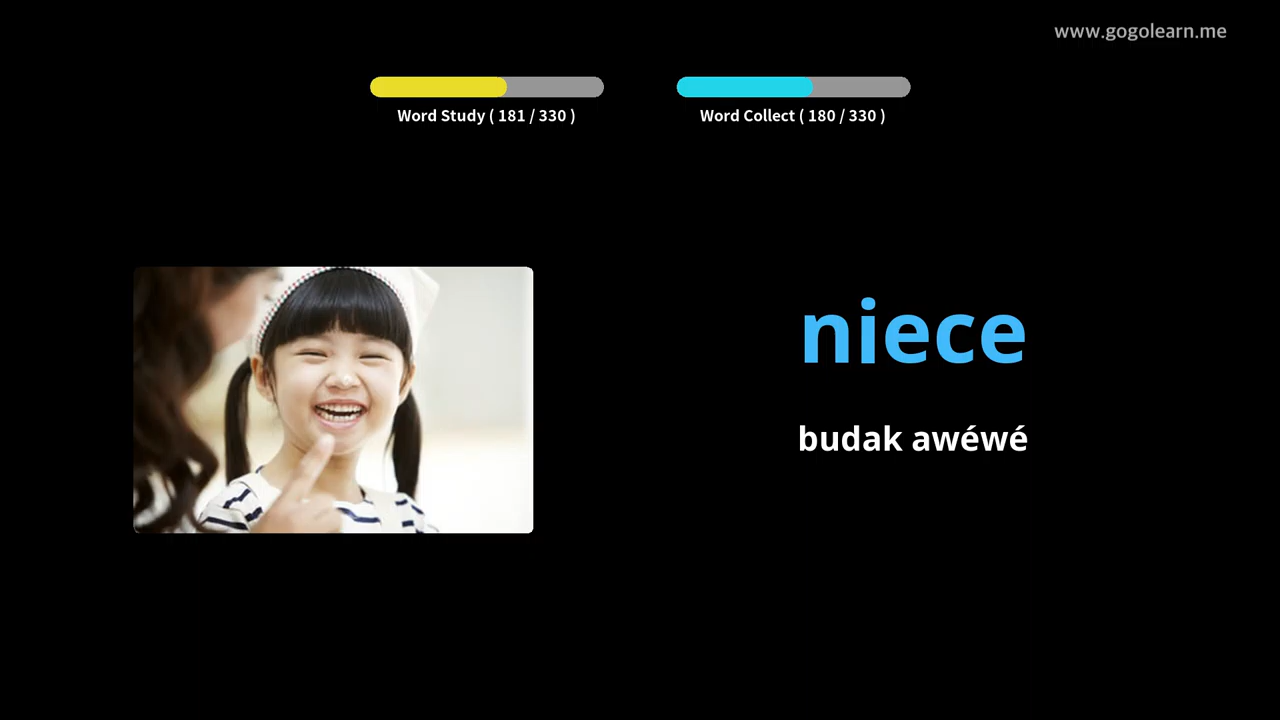 www.gogolearn.me
Word Study ( 181 / 330 )
Word Collect ( 180 / 330 )
niece
budak awéwé